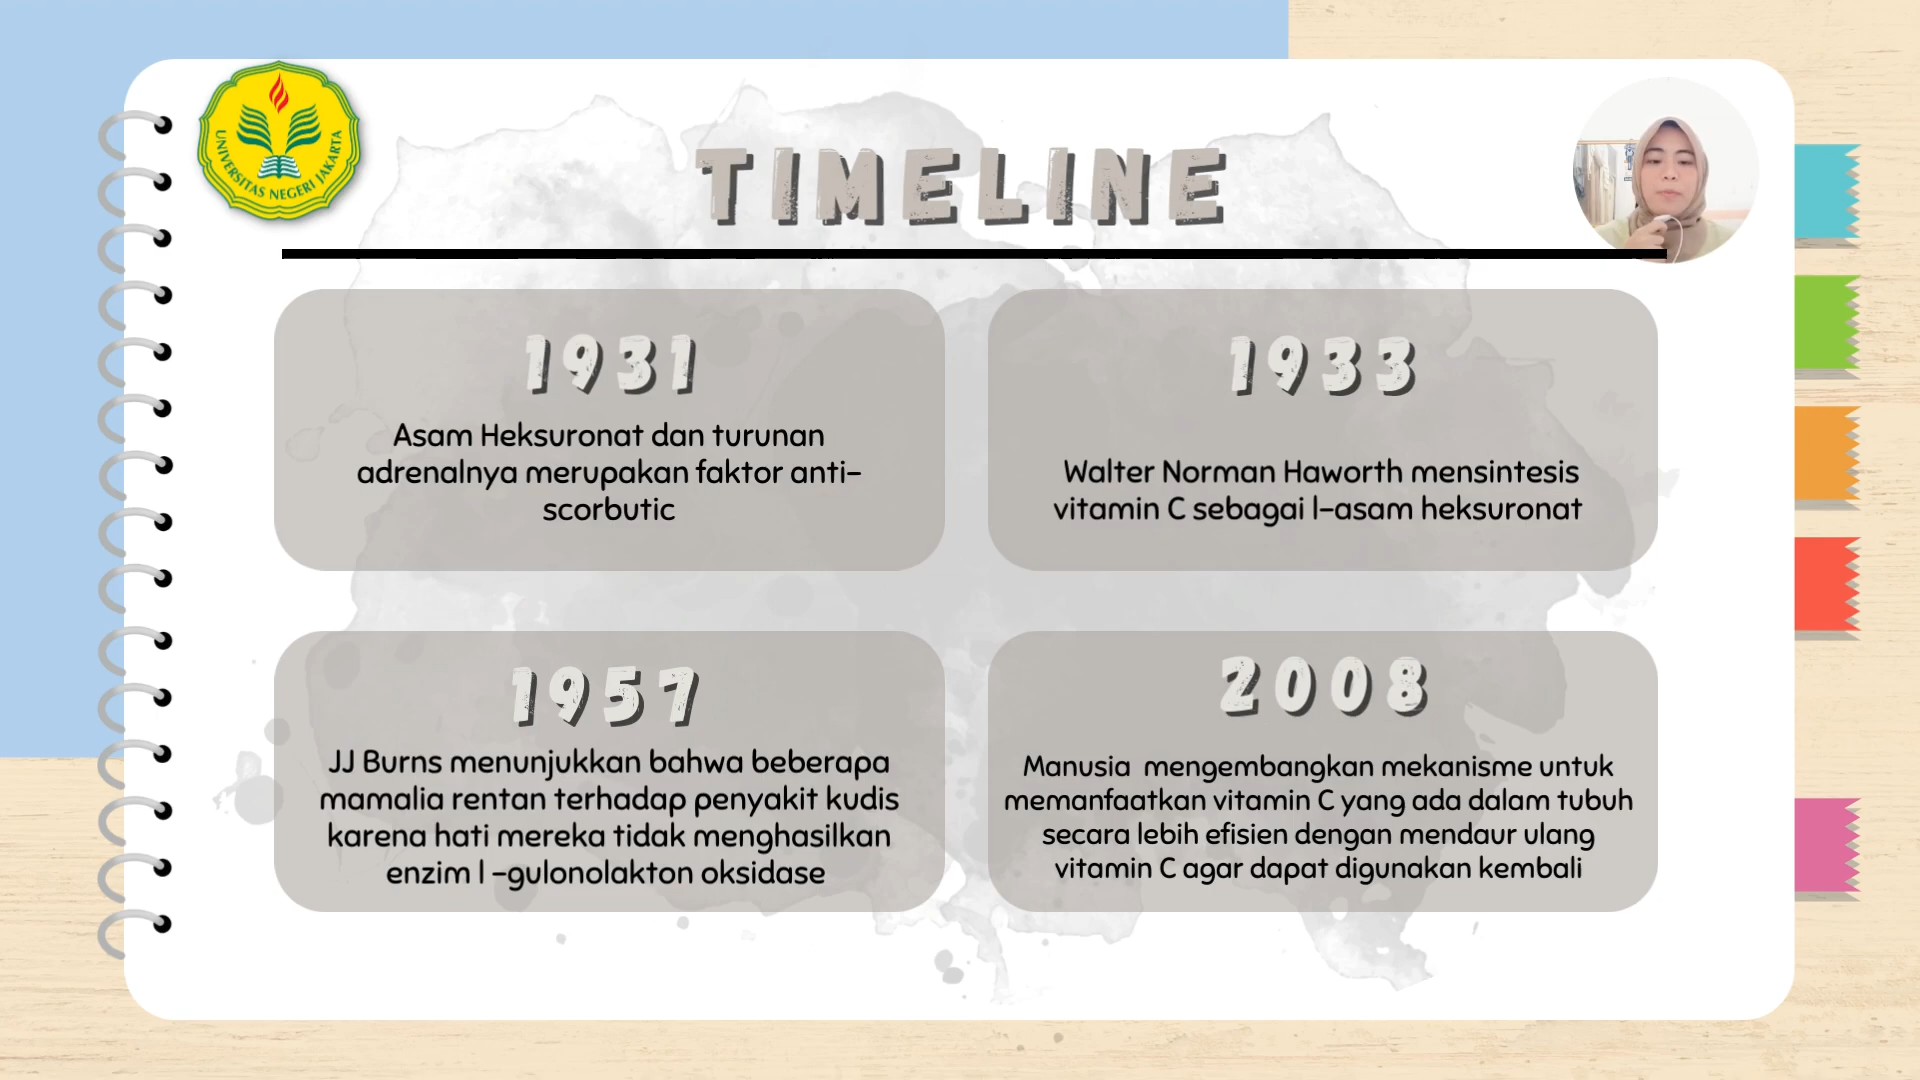 UNIVERSITAS NEGERI JAKARTA
TIMELINE
1931
Asam Heksuronat dan turunan
adrenalnya merupakan faktor anti-
scorbutic
1933
Walter Norman Haworth mensintesis
vitamin C sebagai l-asam heksuronat
1957
JJ Burns menunjukkan bahwa beberapa
mamalia rentan terhadap penyakit kudis
karena hati mereka tidak menghasilkan
enzim l -gulonolakton oksidase
2008
Manusia  mengembangkan mekanisme untuk
memanfaatkan vitamin C yang ada dalam tubuh
secara lebih efisien dengan mendaur ulang
vitamin C agar dapat digunakan kembali